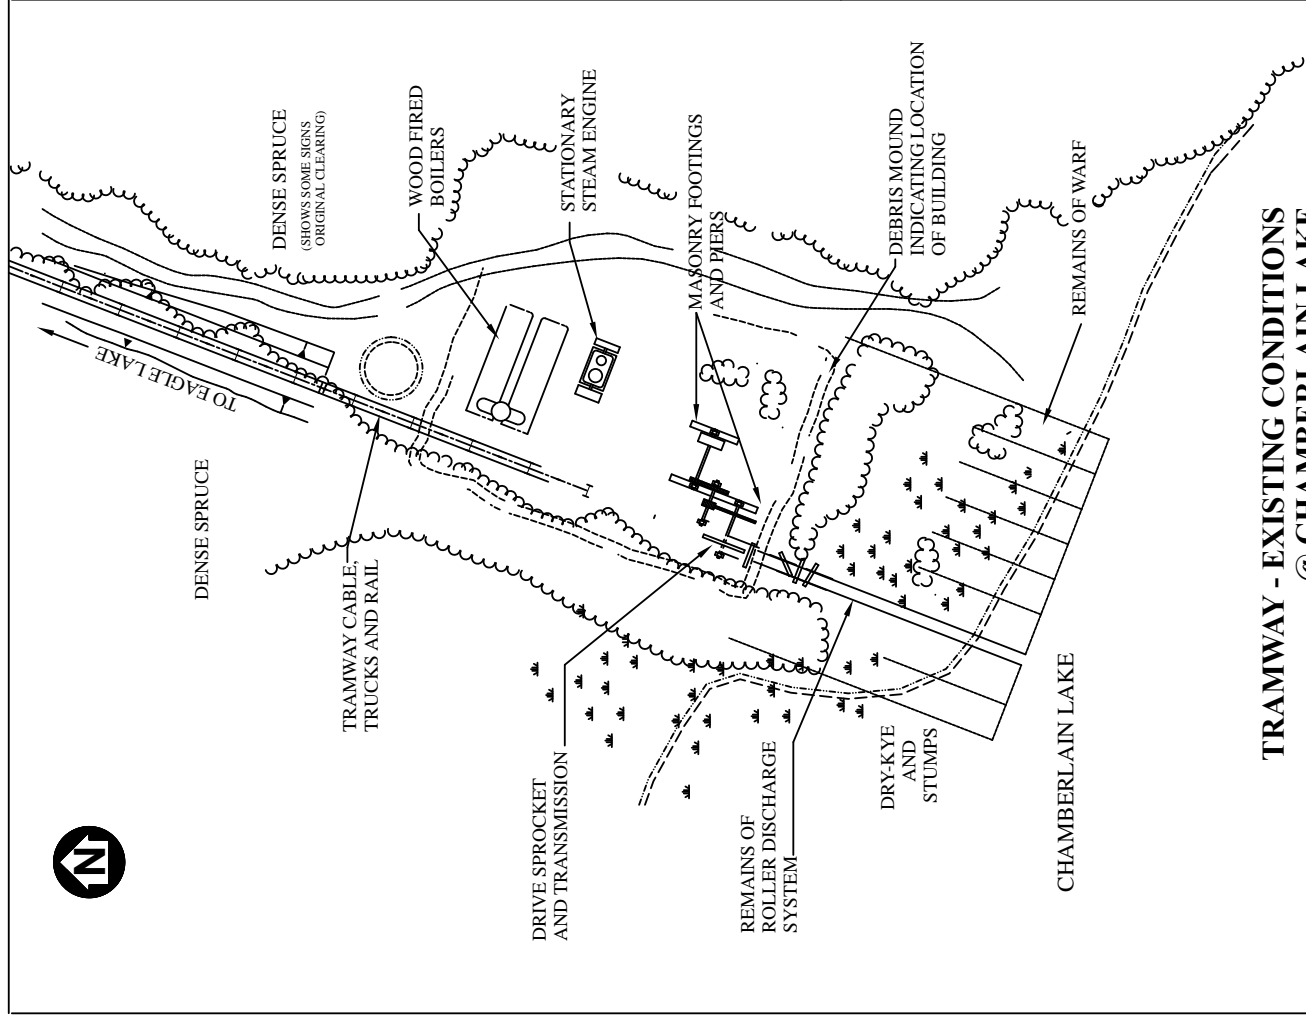 DENSE SPRUCE
(SHOWS SOME SIGNS
ORIGINAL CLEARING)
WOOD FIRED
BOILERS
STATIONARY
STEAM ENGINE
MASONRY FOOTINGS
AND PIERS
DEBRIS MOUND
INDICATING LOCATION
OF BUILDING
REMAINS OF WARF
TO EAGLE LAKE
DENSE SPRUCE
TRAMWAY CABLE,
TRUCKS AND RAIL
DRIVE SPROCKET
AND TRANSMISSION
REMAINS OF
ROLLER DISCHARGE
SYSTEM
DRY-KYE
AND
STUMPS
CHAMBERLAIN LAKE
N
TRAMWAY - EXISTING CONDITIONS
@ CHAMBERLAIN LAKE